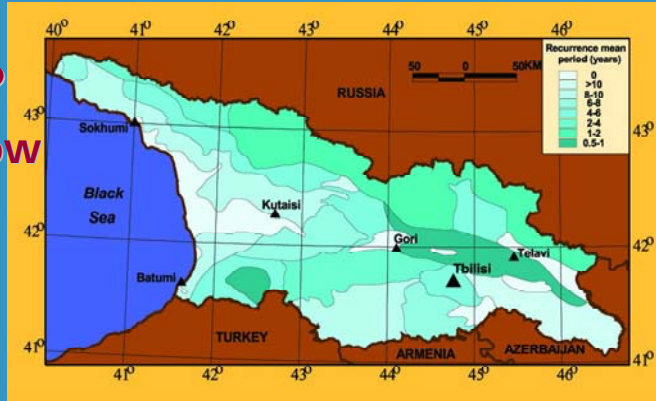 40° 41° 42° 43° 44° 45° 46°
Recurrence mean
period (years)
0
>10
8-10
6-8
4-6
2-4
1-2
0.5-1
50 0 50KM
RUSSIA
43° 43°
Sokhumi
ow
Black
Sea
Kutaisi
42° 42°
Gori
Telavi
Tbilisi
Batumi
TURKEY
ARMENIA
AZERBAIJAN
41° 41°
41° 42° 43° 44° 45° 46°